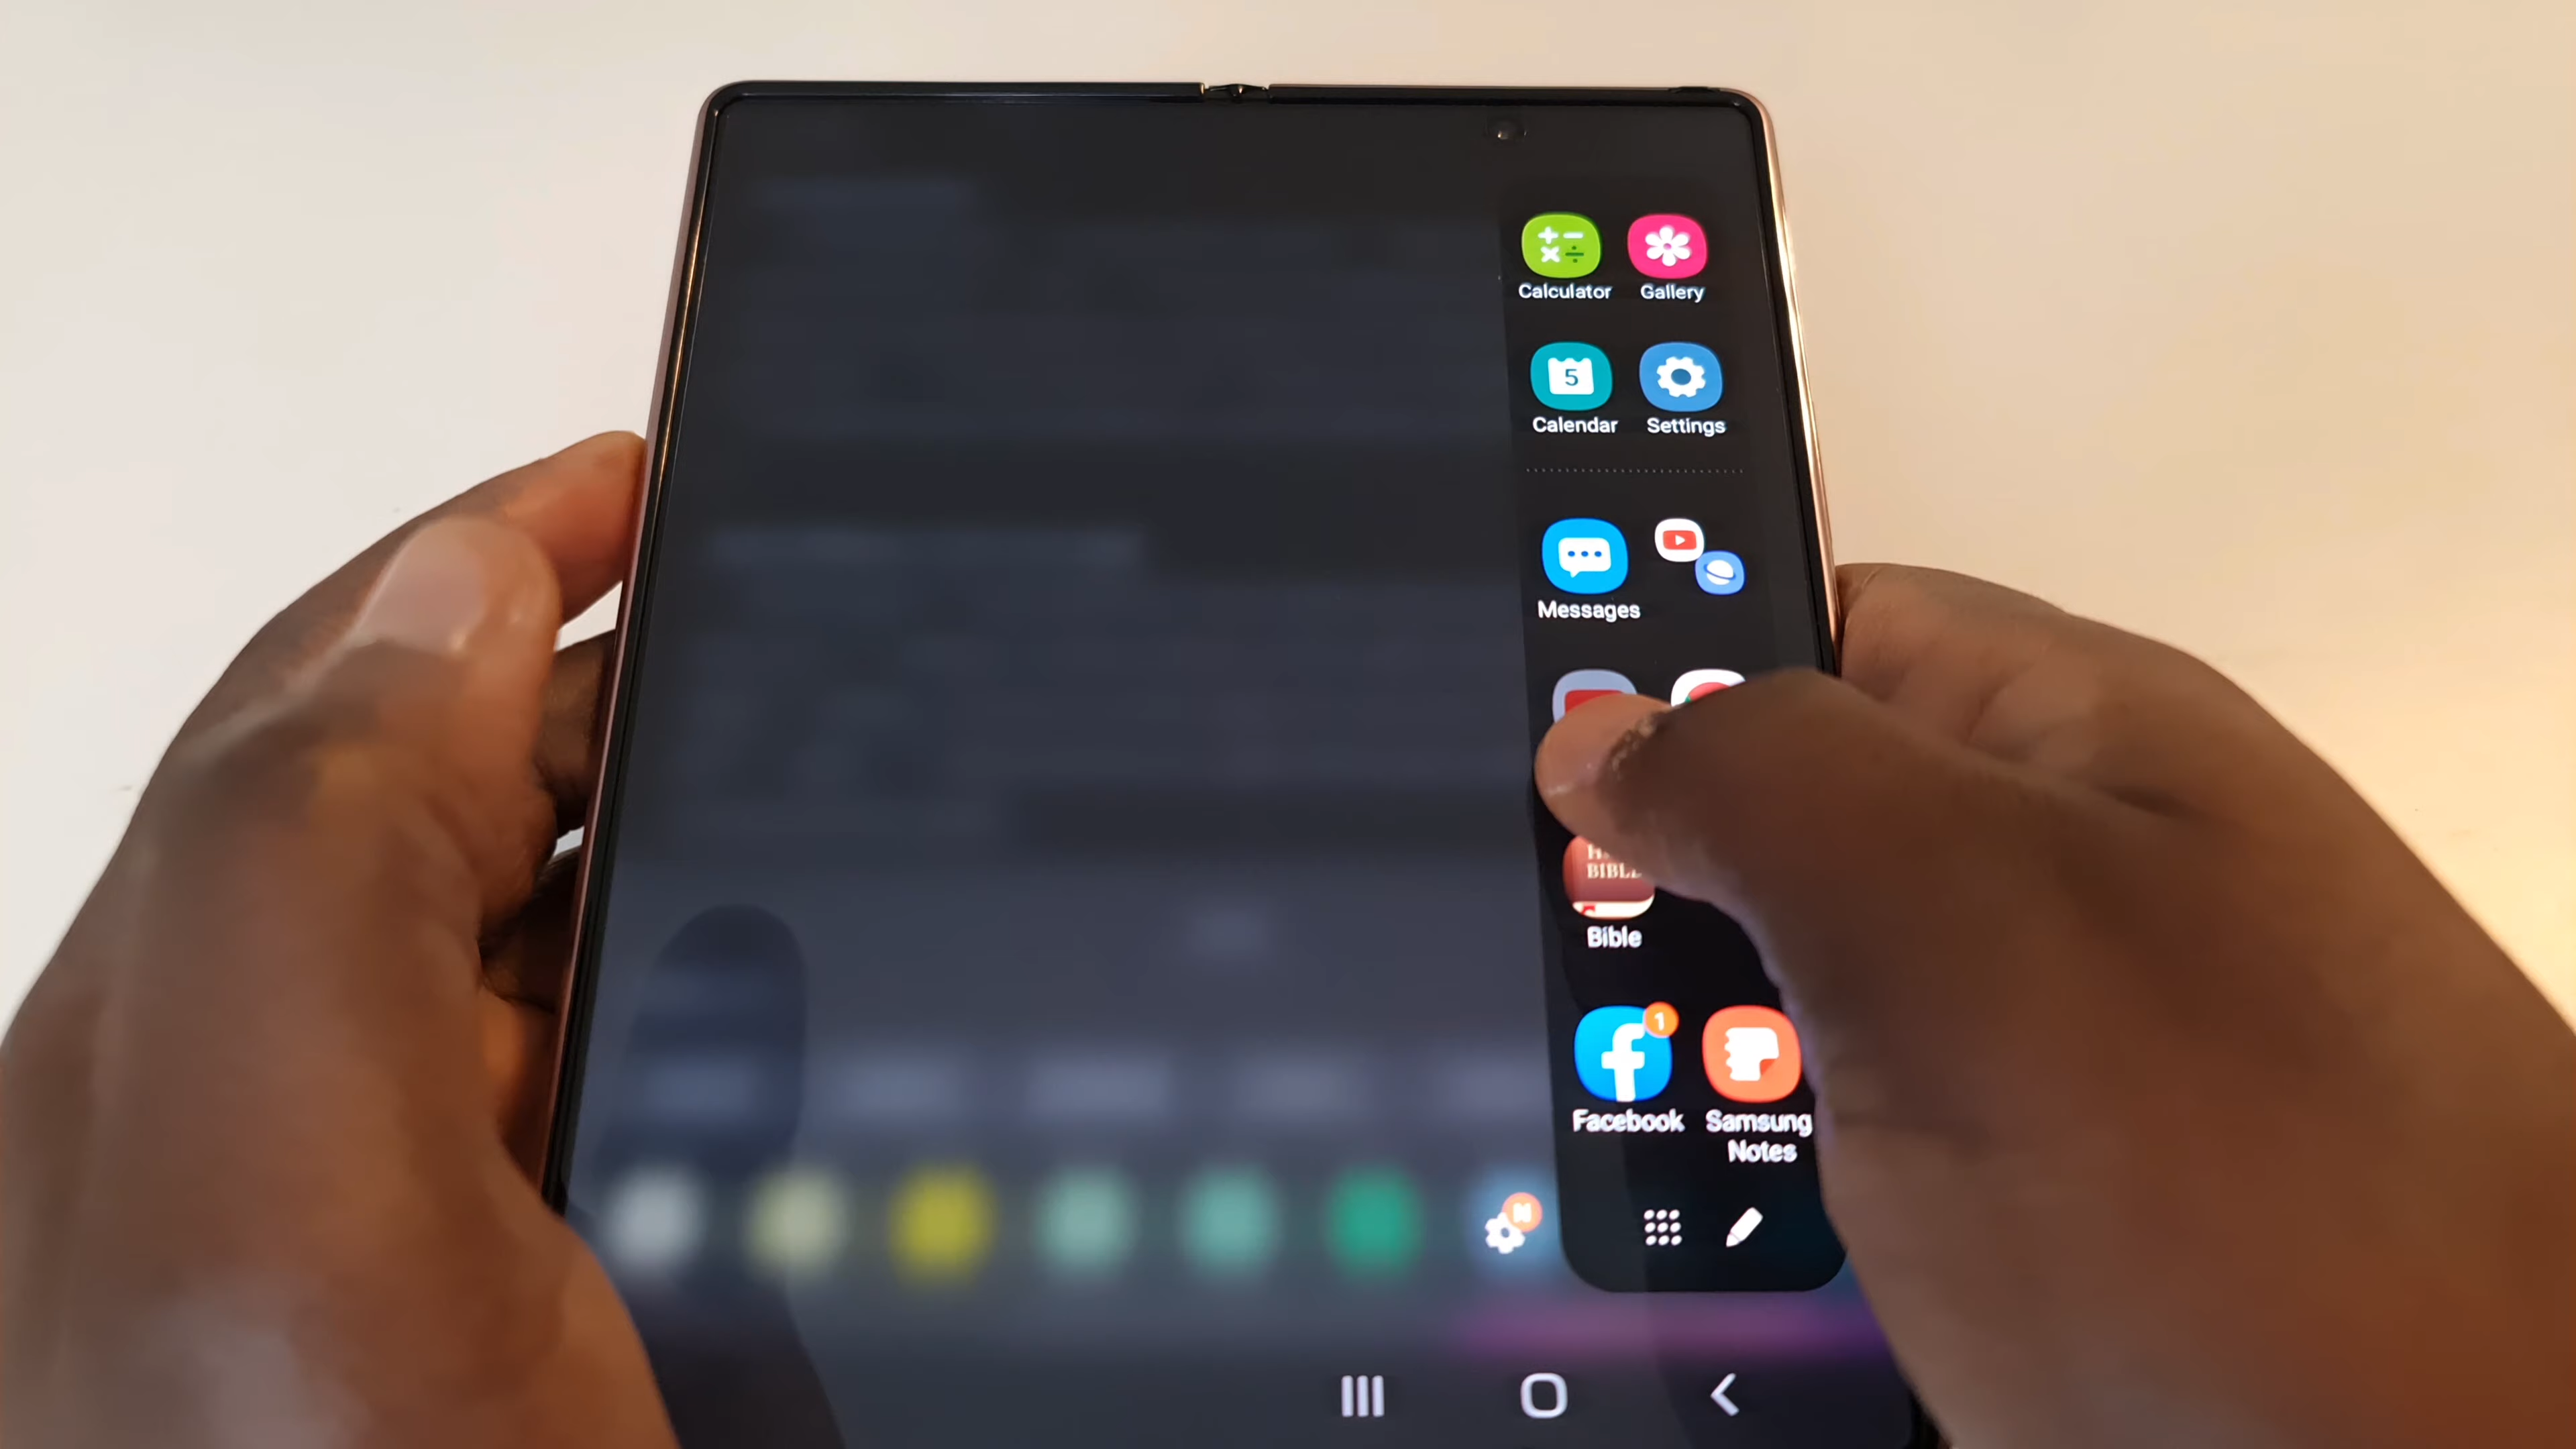 Calculator Gallery
5
Calendar Settings
Messages
BIBLE
Bible
1
Facebook Samsung
Notes
N